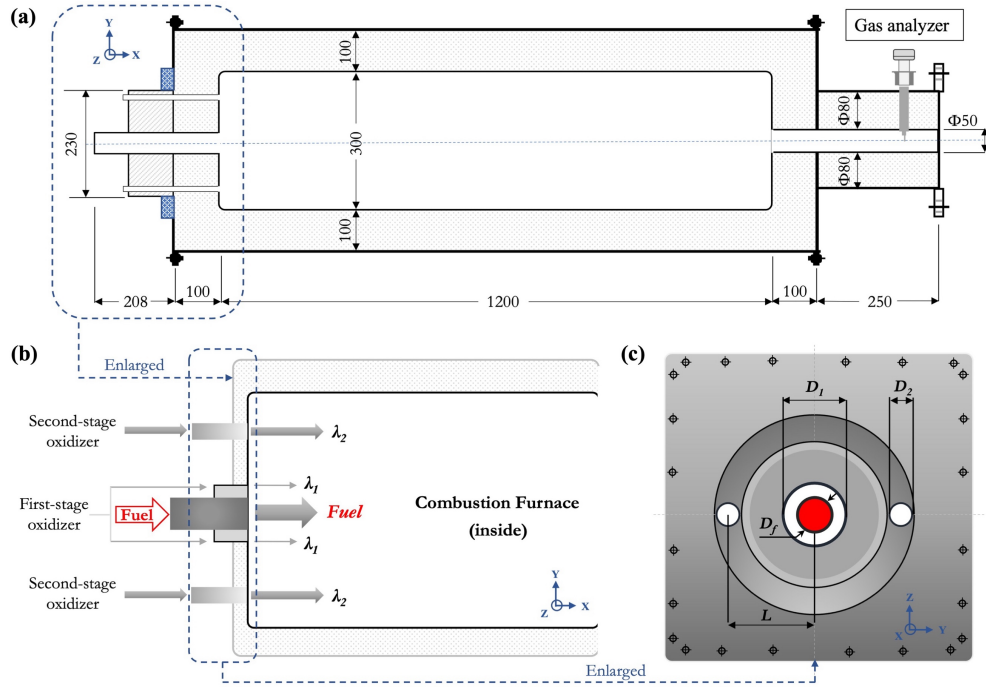 (a)
Y
Z
X
Gas analyzer
100
230
300
Φ80
Φ50
Φ80
100
208
100
1200
100
250
(b)
Enlarged
(c)
Second-stage
oxidizer
λ2
First-stage
oxidizer
Fuel
λ1
Fuel
λ1
Combustion Furnace
(inside)
Second-stage
oxidizer
λ2
Y
Z
X
D1
D2
Df
L
Z
X
Y
Enlarged